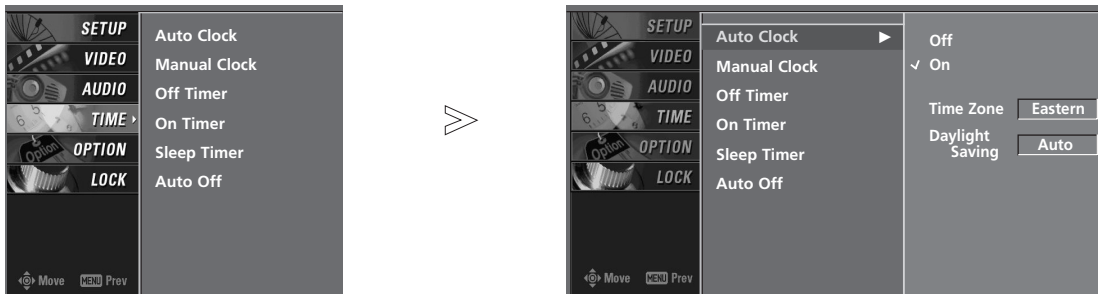 SETUP
VIDEO
AUDIO
TIME
OPTION
LOCK
Move MENU Prev
Auto Clock
Manual Clock
Off Timer
On Timer
Sleep Timer
Auto Off
SETUP
VIDEO
AUDIO
TIME
OPTION
LOCK
Move MENU Prev
Auto Clock
Manual Clock
Off Timer
On Timer
Sleep Timer
Auto Off
Off
On
Time Zone Eastern
Daylight
Saving Auto